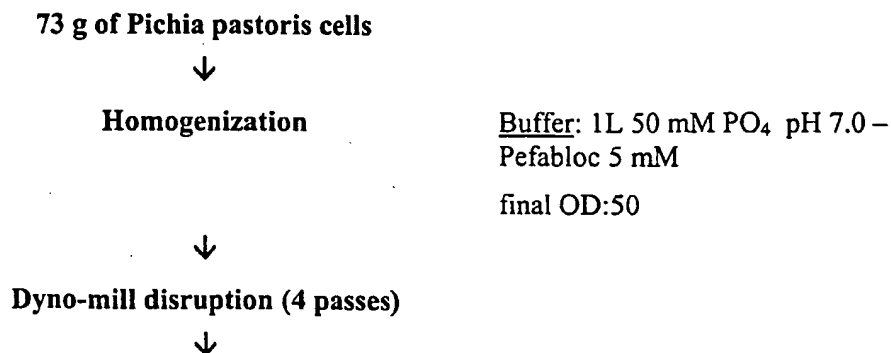 73 g of Pichia pastoris cells
↓
Homogenization
Buffer: 1L 50 mM PO₄ pH 7.0 –
Pefabloc 5 mM
final OD:50
↓
Dyno-mill disruption (4 passes)
↓